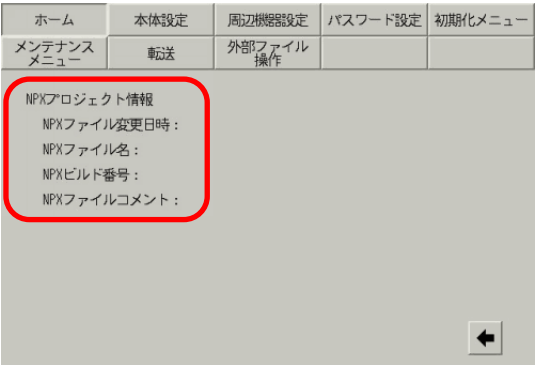 ホーム
本体設定
周辺機器設定
パスワード設定
初期化メニュー
メンテナンス
メニュー
転送
外部ファイル
操作
NPXプロジェクト情報
NPXファイル変更日時：
NPXファイル名：
NPXビルド番号：
NPXファイルコメント：